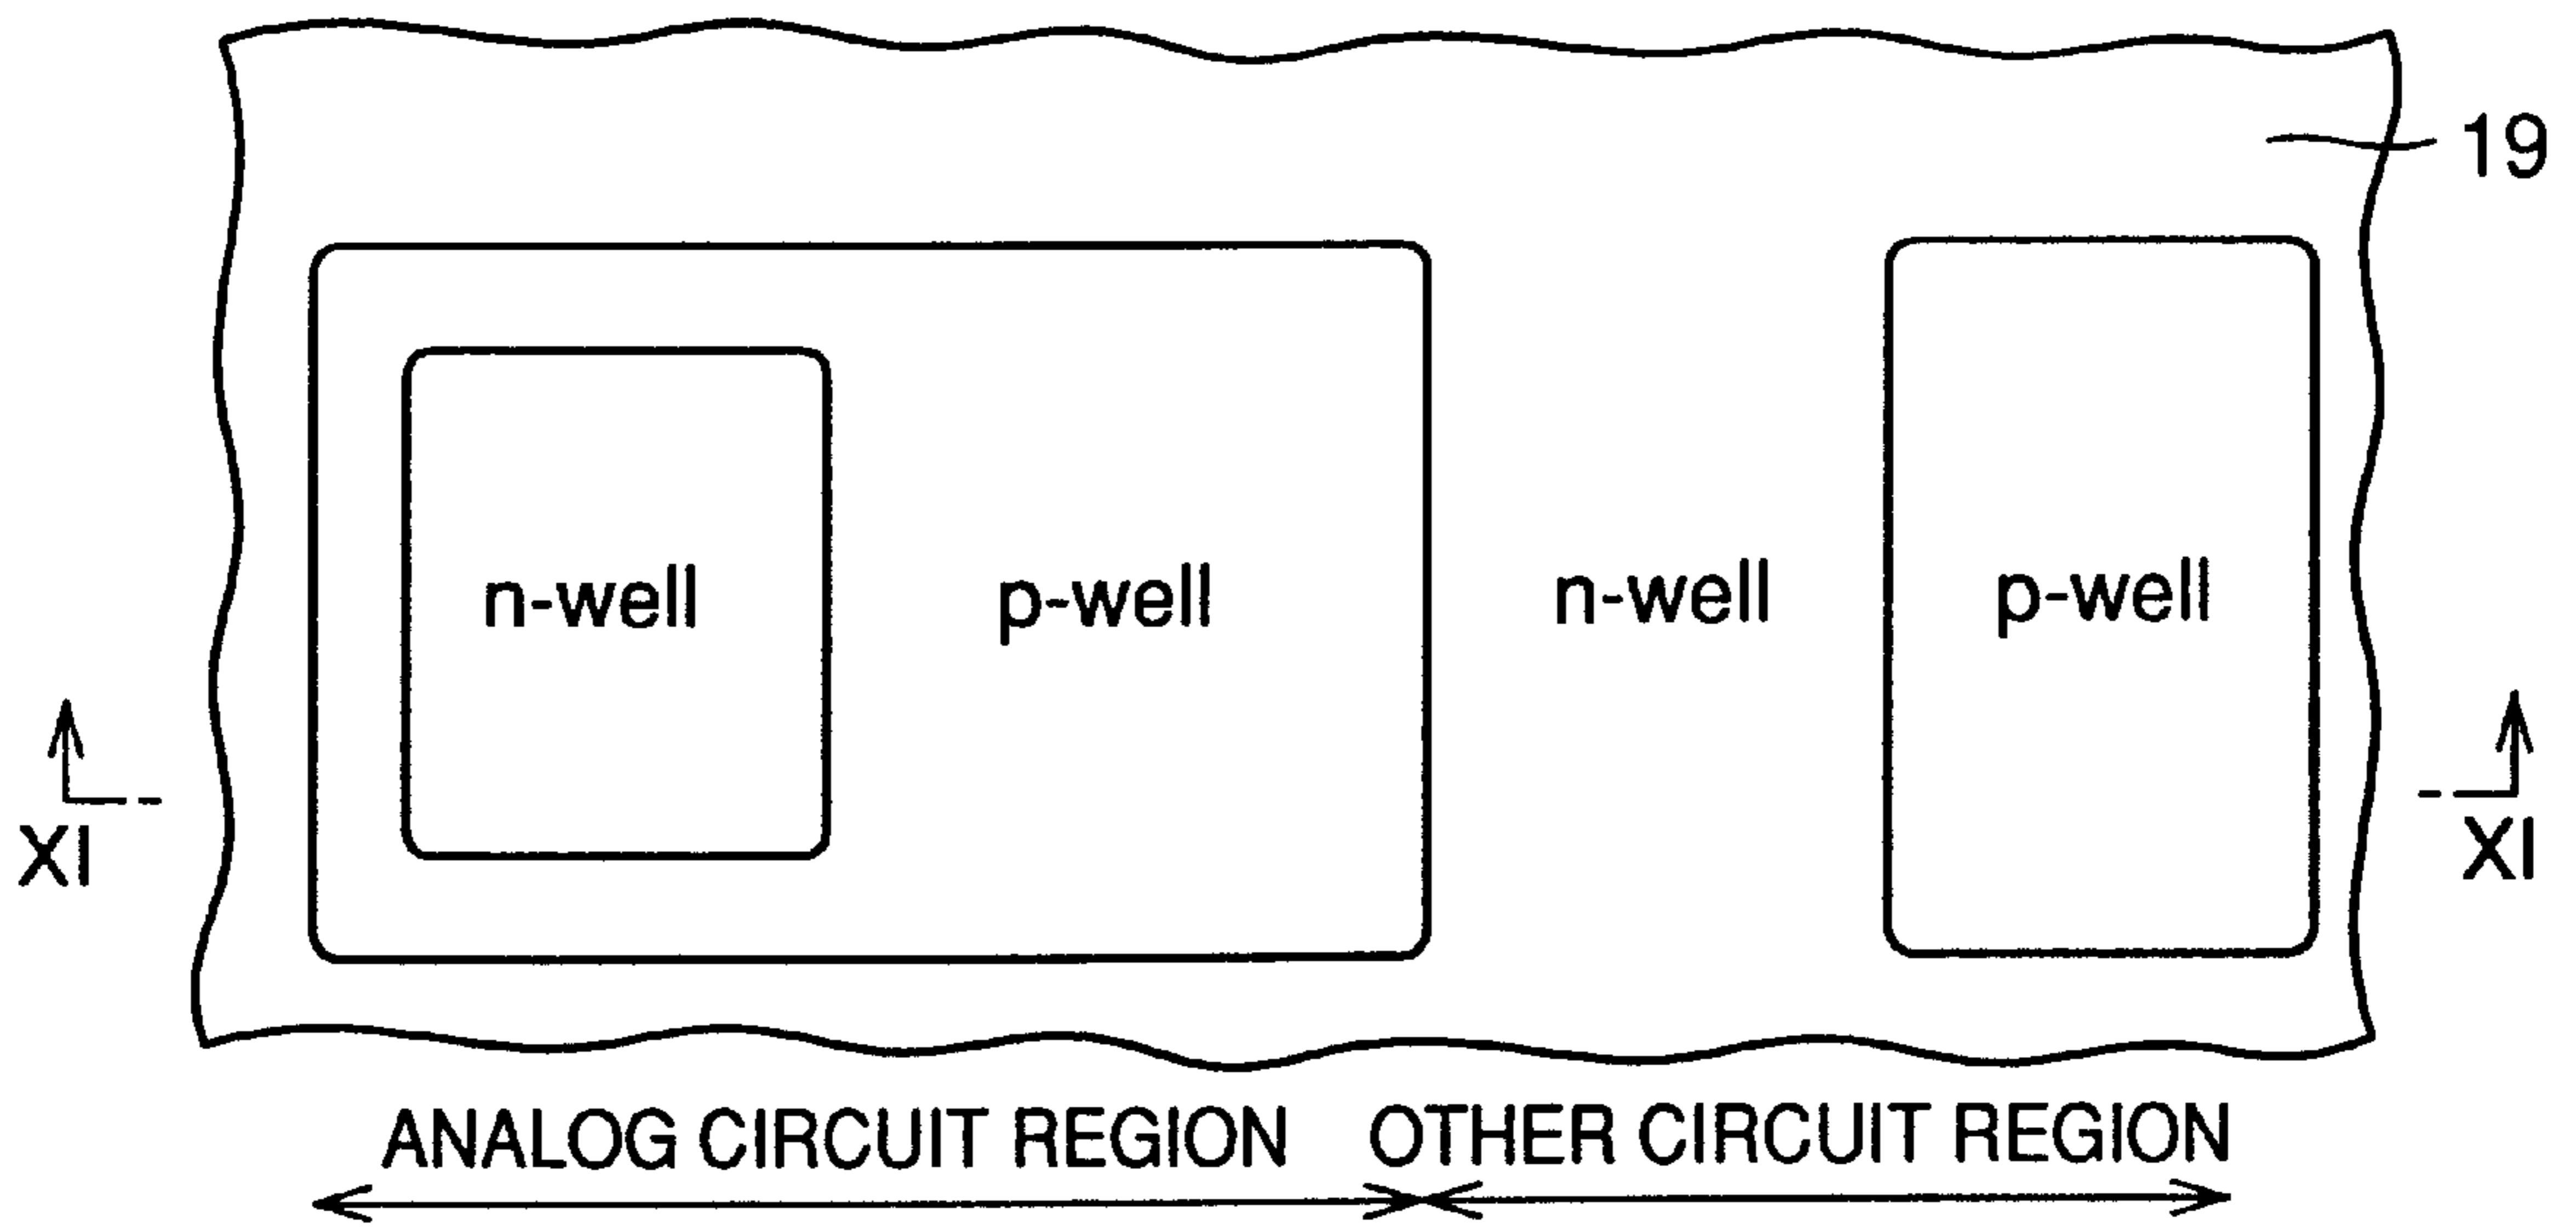 19
n-well p-well n-well p-well
XI XI
ANALOG CIRCUIT REGION OTHER CIRCUIT REGION